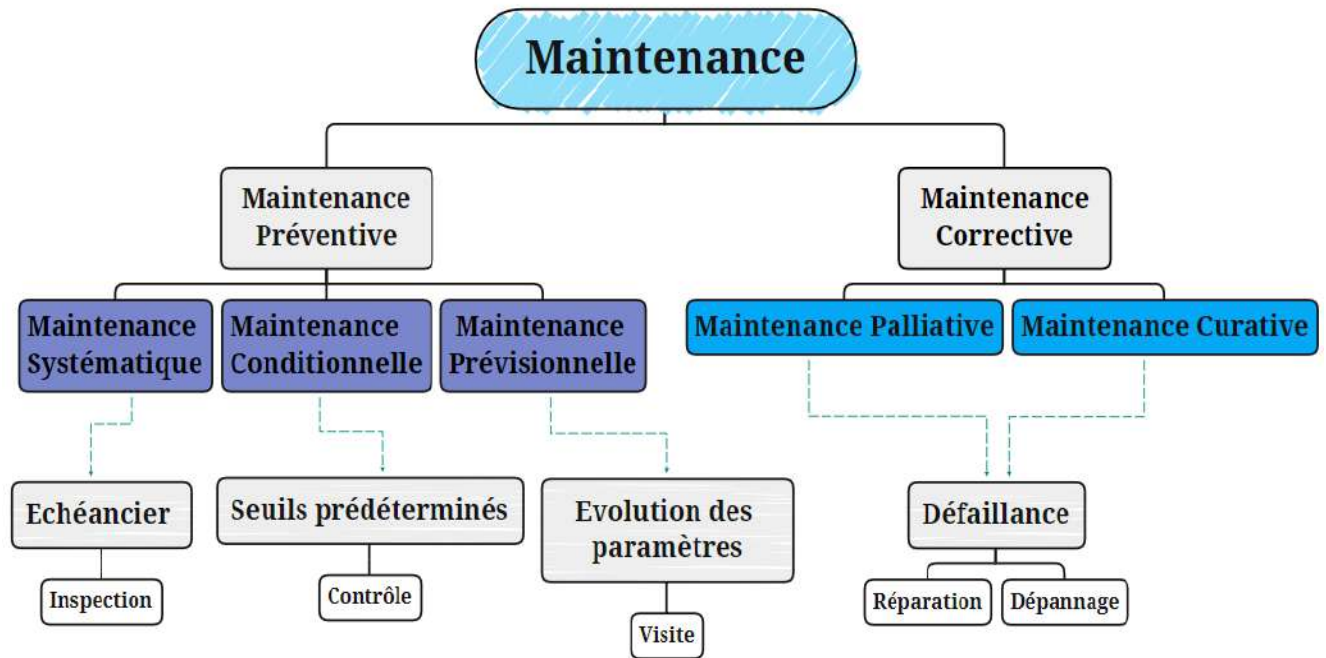 Maintenance
Maintenance
Préventive
Maintenance
Corrective
Maintenance
Systématique
Maintenance
Conditionnelle
Maintenance
Prévisionnelle
Maintenance Palliative
Maintenance Curative
Echéancier
Seuils prédéterminés
Evolution des
paramètres
Défaillance
Inspection
Contrôle
Visite
Réparation
Dépannage